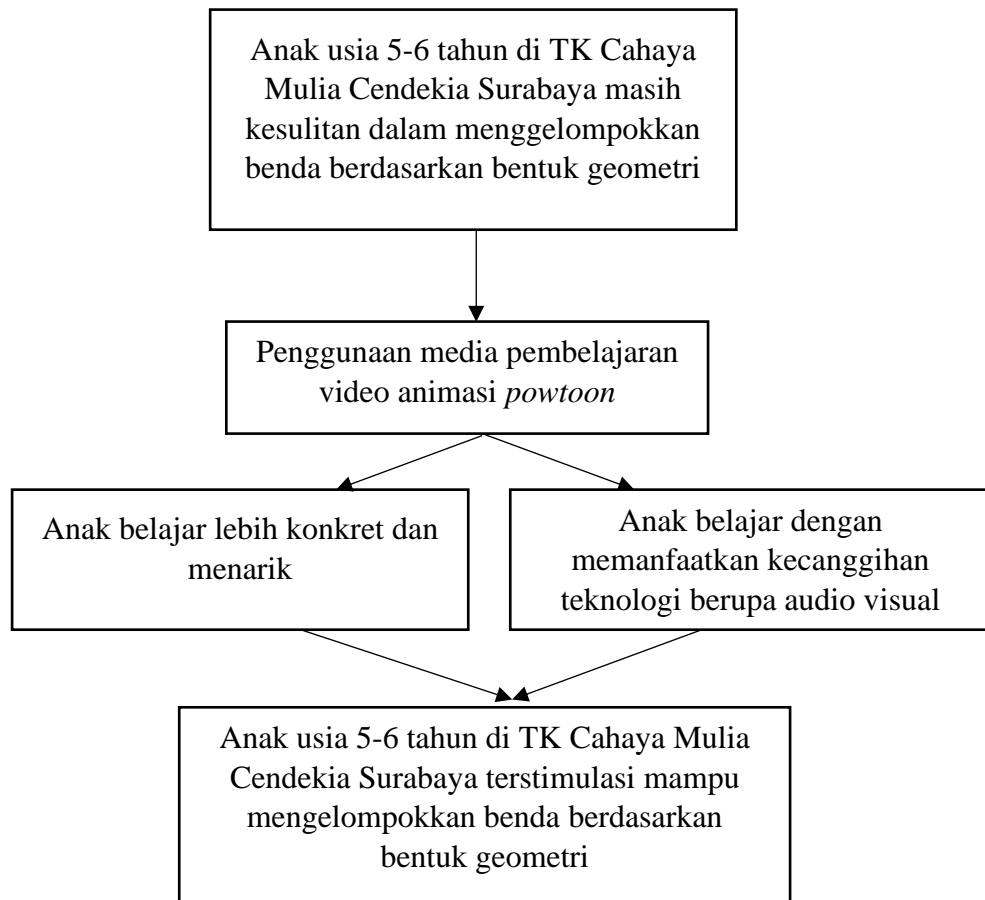 Anak usia 5-6 tahun di TK Cahaya
Mulia Cendekia Surabaya masih
kesulitan dalam menggelompokkan
benda berdasarkan bentuk geometri
Penggunaan media pembelajaran
video animasi powtoon
Anak belajar lebih konkret dan
menarik
Anak belajar dengan
memanfaatkan kecanggihan
teknologi berupa audio visual
Anak usia 5-6 tahun di TK Cahaya Mulia
Cendekia Surabaya terstimulasi mampu
mengelompokkan benda berdasarkan
bentuk geometri